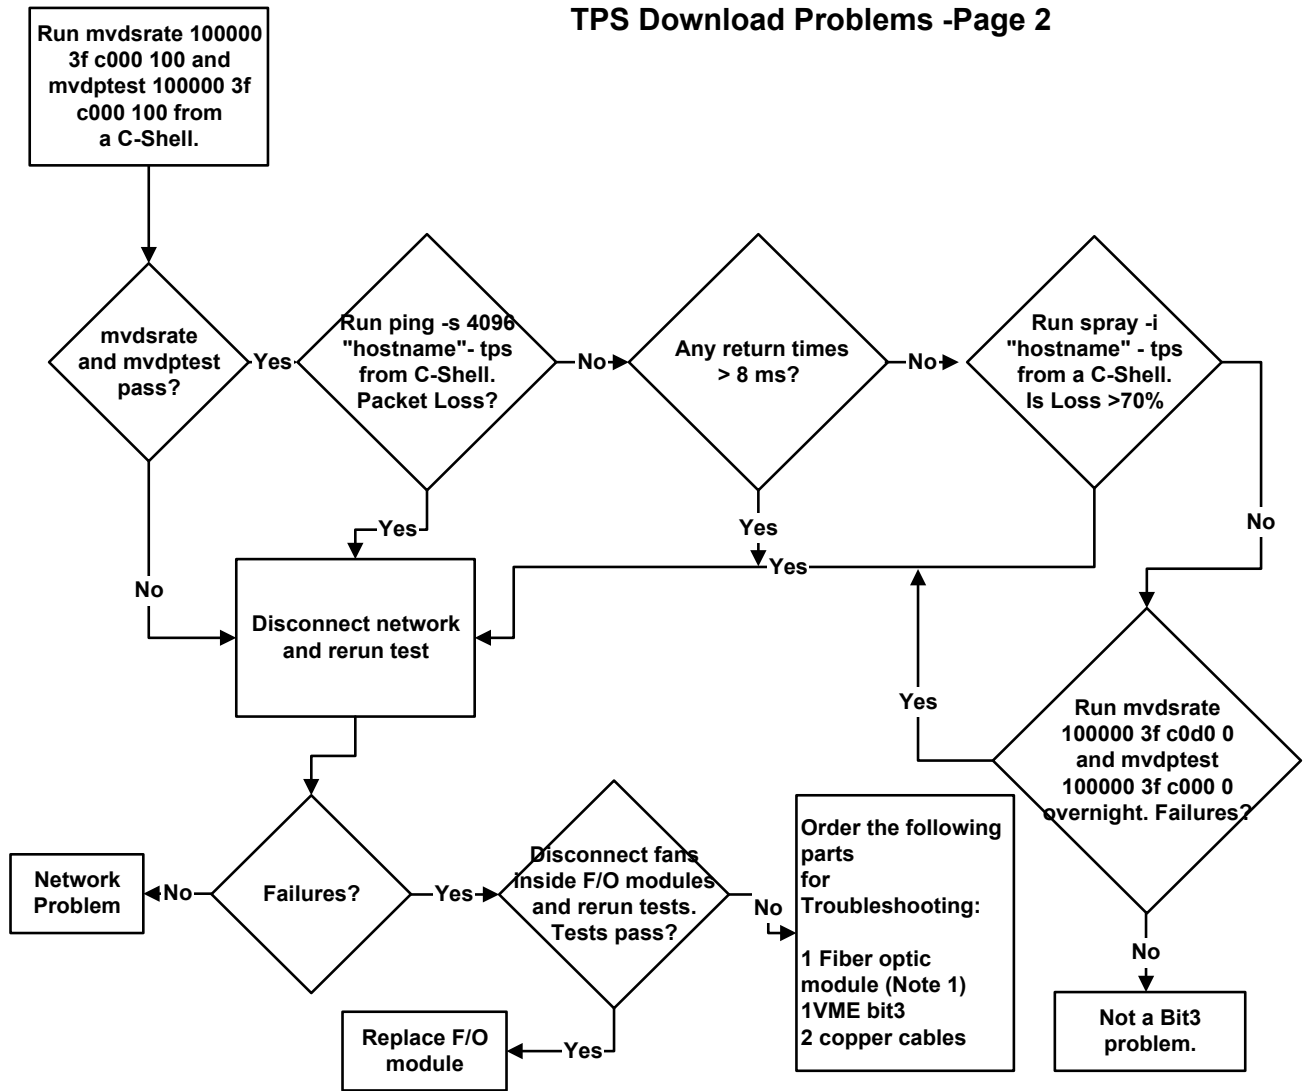 TPS Download Problems -Page 2
Run mvdsrate 100000
3f c000 100 and
mvdptest 100000 3f
c000 100 from
a C-Shell.
mvdsrate
and mvdptest
pass?
Yes
Run ping -s 4096
"hostname"- tps
from C-Shell.
Packet Loss?
No
Any return times
> 8 ms?
No
Run spray -i
"hostname" - tps
from a C-Shell.
Is Loss >70%
No
Yes
Yes
Yes
No
Disconnect network
and rerun test
Yes
Run mvdsrate
100000 3f c0d0 0
and mvdptest
100000 3f c000 0
overnight. Failures?
Network
Problem
No
Failures?
Yes
Disconnect fans
inside F/O modules
and rerun tests.
Tests pass?
No
Order the following
parts
for
Troubleshooting:
1 Fiber optic
module (Note 1)
1VME bit3
2 copper cables
No
Not a Bit3
problem.
Replace F/O
module
Yes